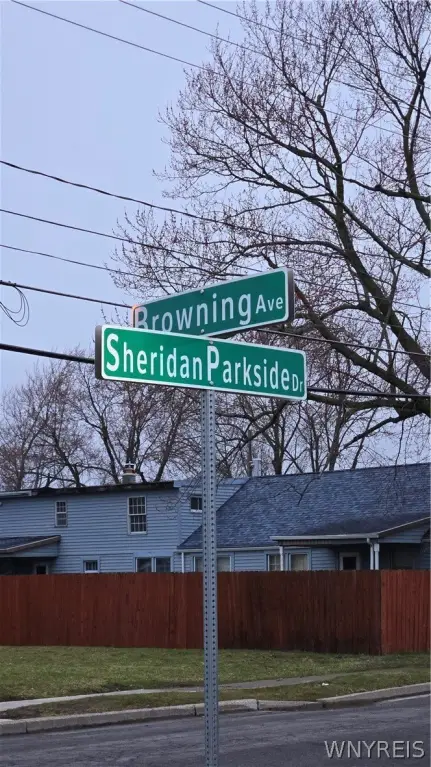 Browning Ave
Sheridan Parkside Dr
WNYREIS